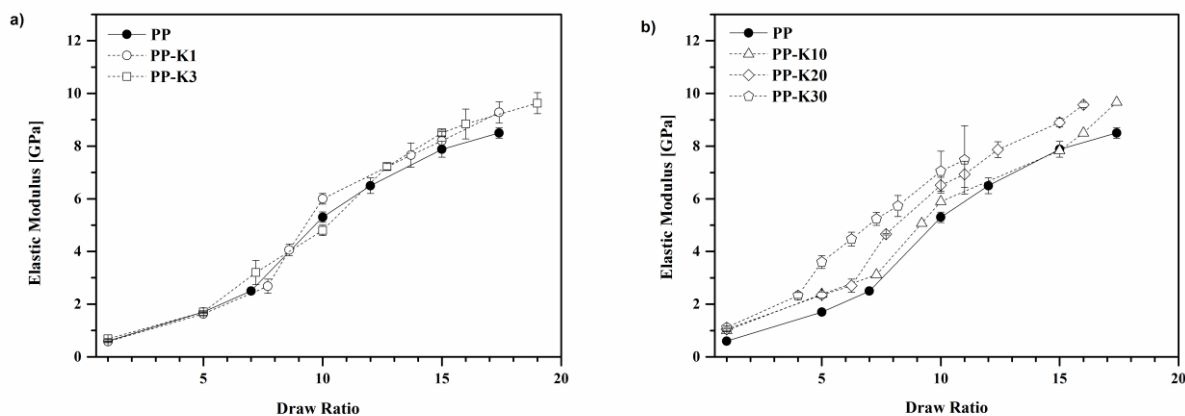 a)
PP
PP-K1
PP-K3
Elastic Modulus [GPa]
12
10
8
6
4
2
0
5
10
15
20
Draw Ratio
b)
PP
PP-K10
PP-K20
PP-K30
Elastic Modulus [GPa]
12
10
8
6
4
2
0
5
10
15
20
Draw Ratio